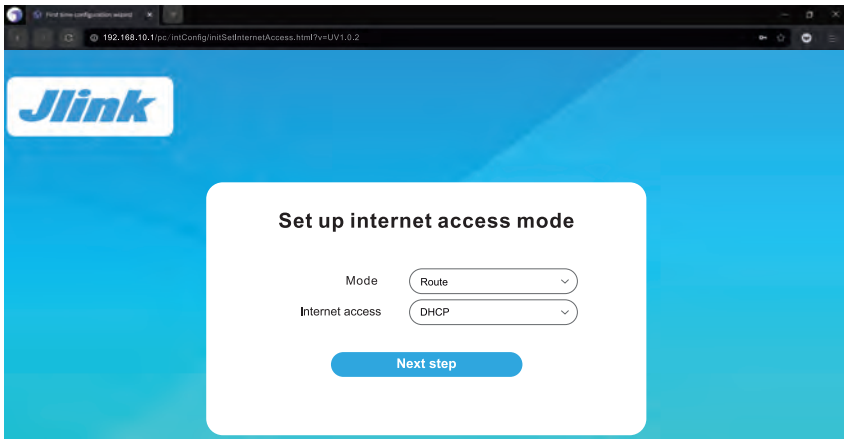 First time configuration wizard
192.168.10.1/pc/intConfig/initSetInternetAccess.html?v=UV1.0.2
Jlink
Set up internet access mode
Mode Route
Internet access DHCP
Next step